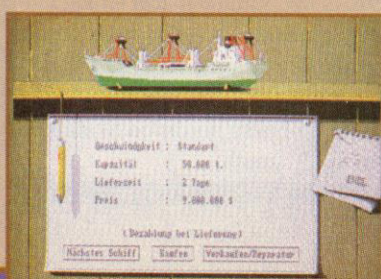 Geschwindigkeit : Standart
Kapazität : 50.000 t.
Lieferzeit : 2 Tage
Preis : 9.000.000 $
(Bezahlung bei Lieferung)
Nächstes Schiff Kaufen Verkaufen/Reparatur